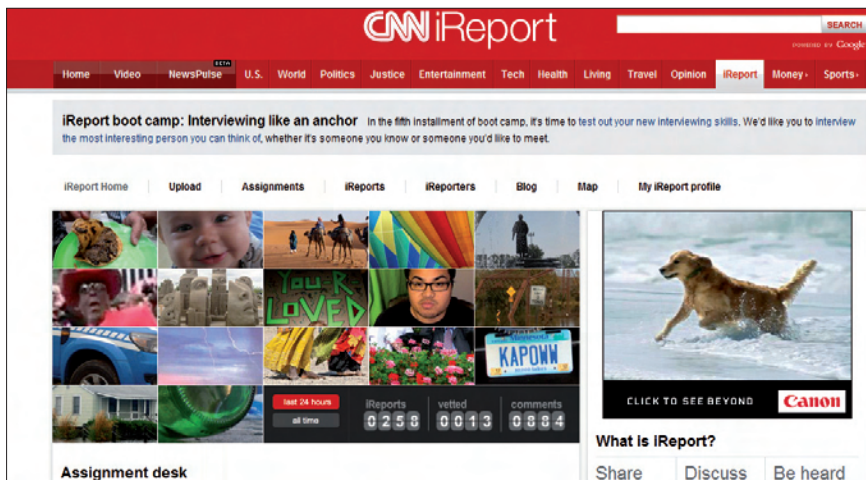 CNN iReport
SEARCH
POWERED BY Google
BETA
Home Video NewsPulse U.S. World Politics Justice Entertainment Tech Health Living Travel Opinion iReport Money Sports
iReport boot camp: Interviewing like an anchor In the fifth installment of boot camp, it's time to test out your new interviewing skills. We'd like you to interview
the most interesting person you can think of, whether it's someone you know or someone you'd like to meet.
iReport Home Upload Assignments iReports iReporters Blog Map My iReport profile
YOU-R
LOVED
Minnesota
KAPOWW
last 24 hours
all time
iReports vetted comments
0258 0013 0884
CLICK TO SEE BEYOND Canon
What is iReport?
Share Discuss Be heard
Assignment desk